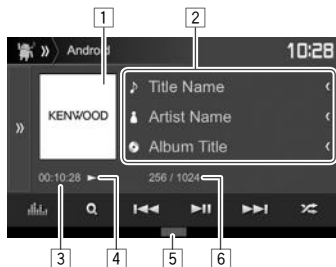 1 2
Android 10:28
KENWOOD
Title Name
Artist Name
Album Title
00:10:28 256 / 1024
3 4 5 6